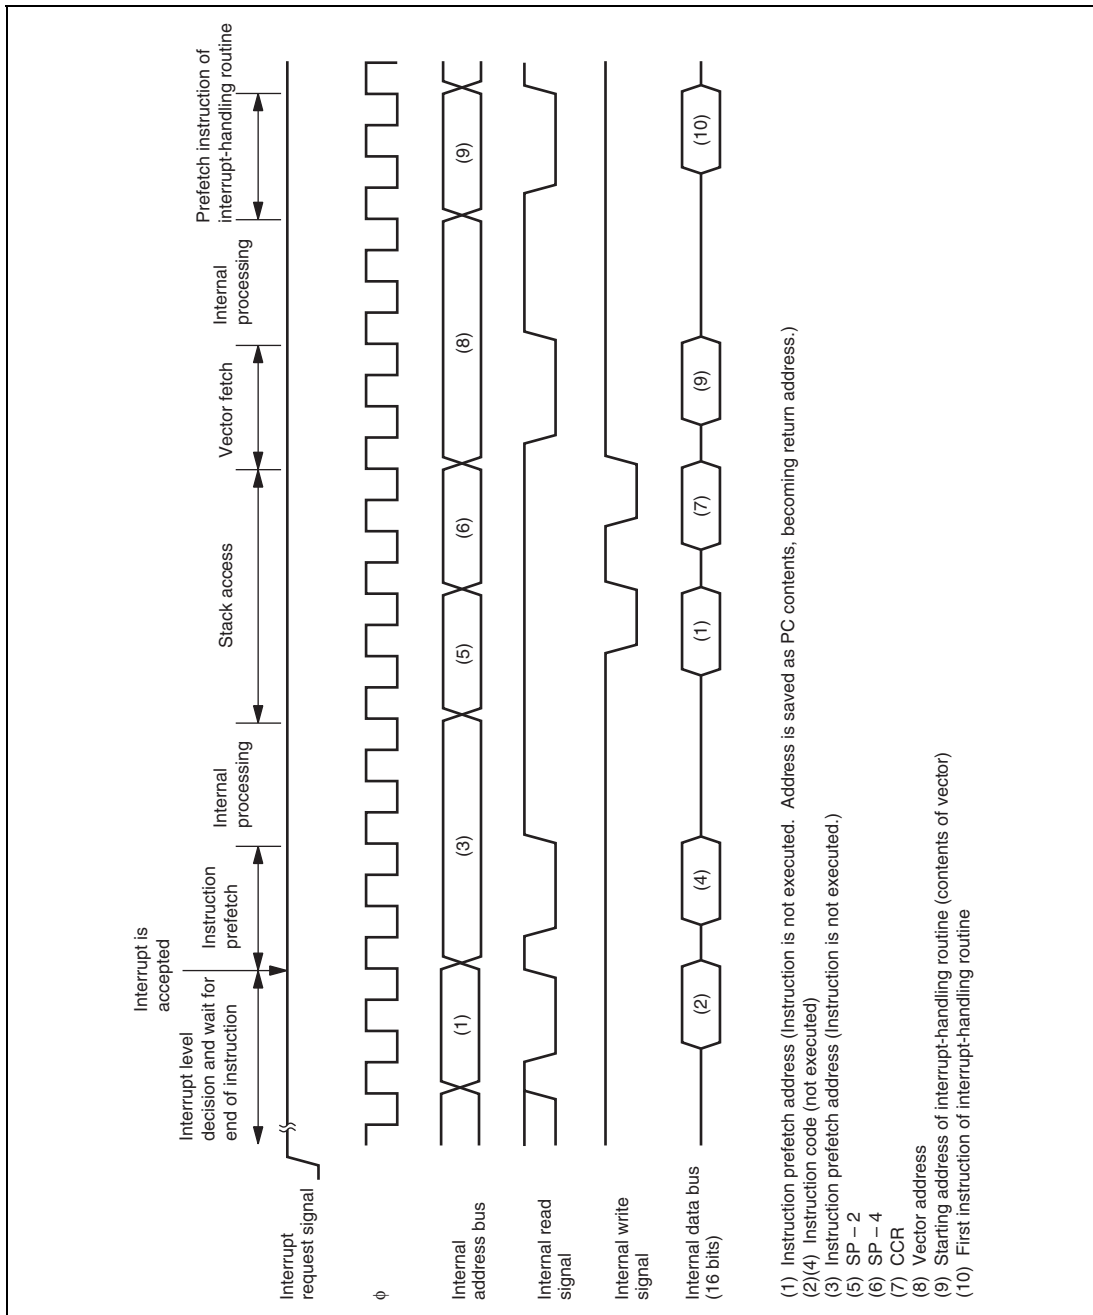 Interrupt is
accepted
Interrupt level
decision and wait for
end of instruction
Instruction
prefetch
Internal
processing
Stack access
Vector fetch
Internal
processing
Prefetch instruction of
interrupt-handling routine
Interrupt
request signal
φ
Internal
address bus
(1)
(3)
(5)
(6)
(8)
(9)
Internal read
signal
Internal write
signal
Internal data bus
(16 bits)
(2)
(4)
(1)
(7)
(9)
(10)
(1) Instruction prefetch address (Instruction is not executed. Address is saved as PC contents, becoming return address.)
(2)(4) Instruction code (not executed)
(3) Instruction prefetch address (Instruction is not executed.)
(5) SP – 2
(6) SP – 4
(7) CCR
(8) Vector address
(9) Starting address of interrupt-handling routine (contents of vector)
(10) First instruction of interrupt-handling routine